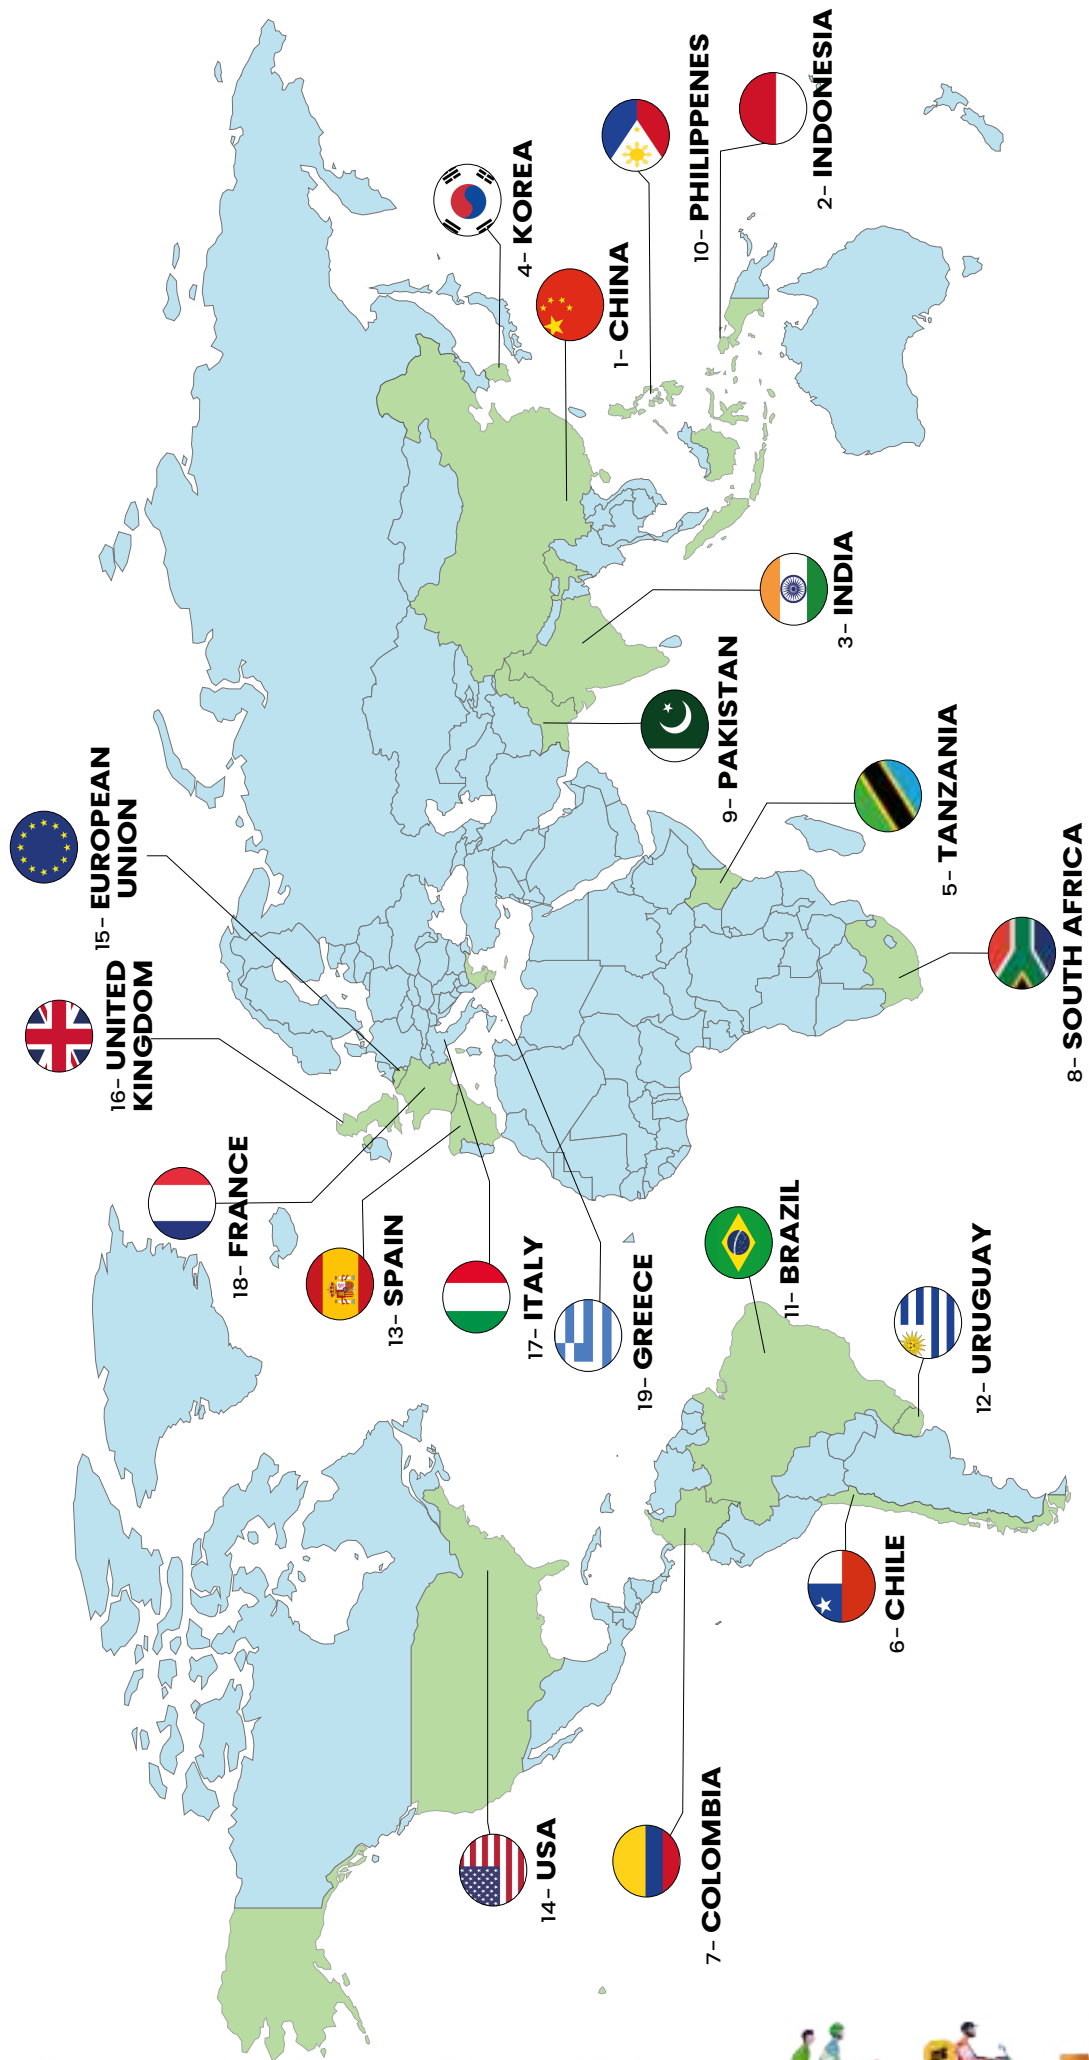 15- EUROPEAN
UNION
16- UNITED
KINGDOM
18- FRANCE
13- SPAIN
17- ITALY
19- GREECE
14- USA
7- COLOMBIA
6- CHILE
11- BRAZIL
12- URUGUAY
8- SOUTH AFRICA
5- TANZANIA
9- PAKISTAN
3- INDIA
1- CHINA
4- KOREA
10- PHILIPPENES
2- INDONESIA